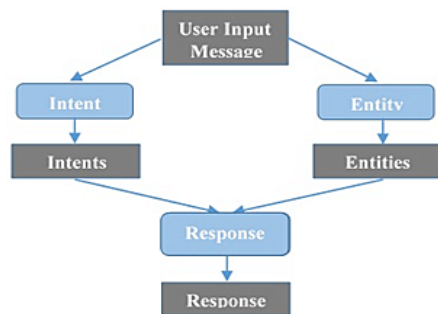 User Input
Message
Intent
Entity
Intents
Entities
Response
Response